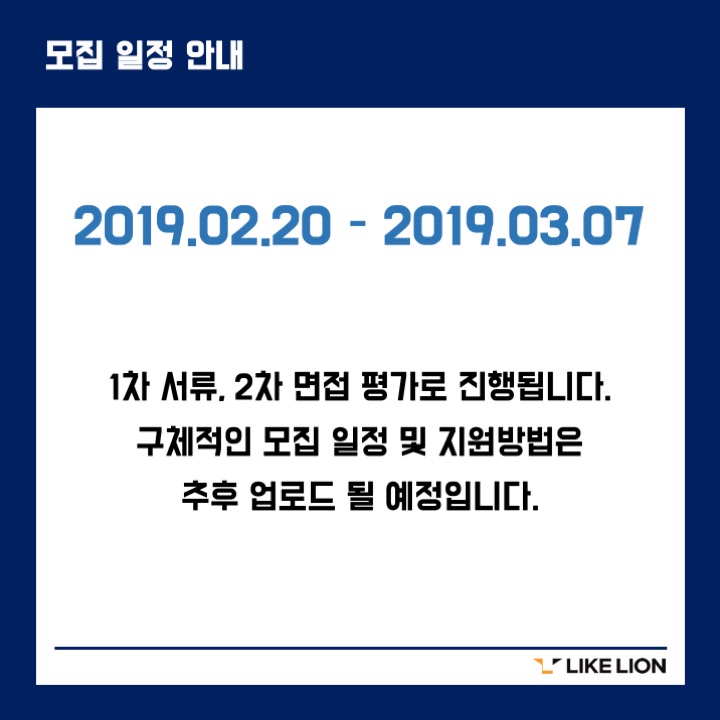 모집 일정 안내
2019.02.20 - 2019.03.07
1차 서류, 2차 면접 평가로 진행됩니다.
구체적인 모집 일정 및 지원방법은
추후 업로드 될 예정입니다.
LIKE LION